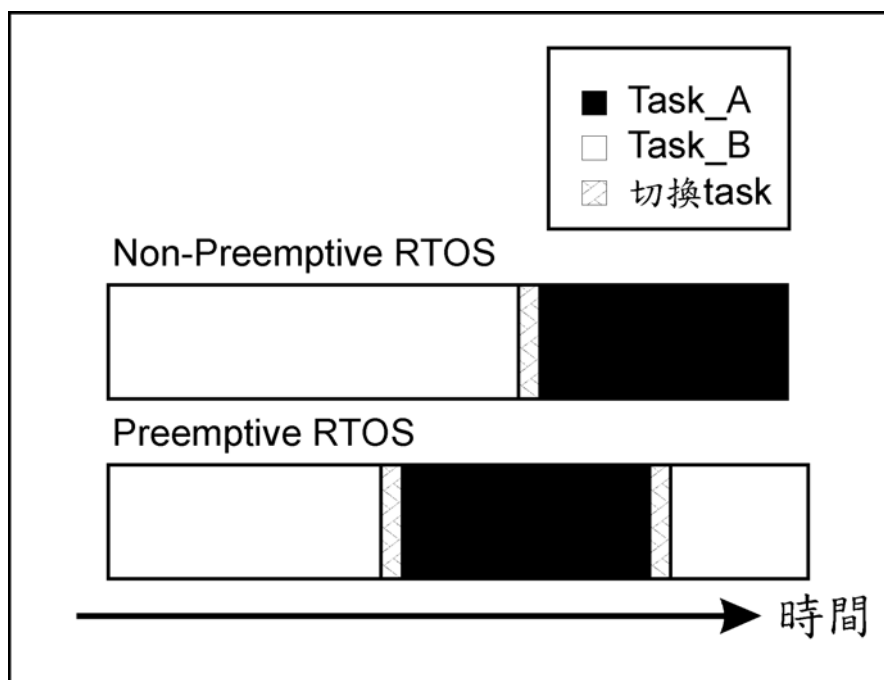 Task_A
Task_B
切換task
Non-Preemptive RTOS
Preemptive RTOS
時間